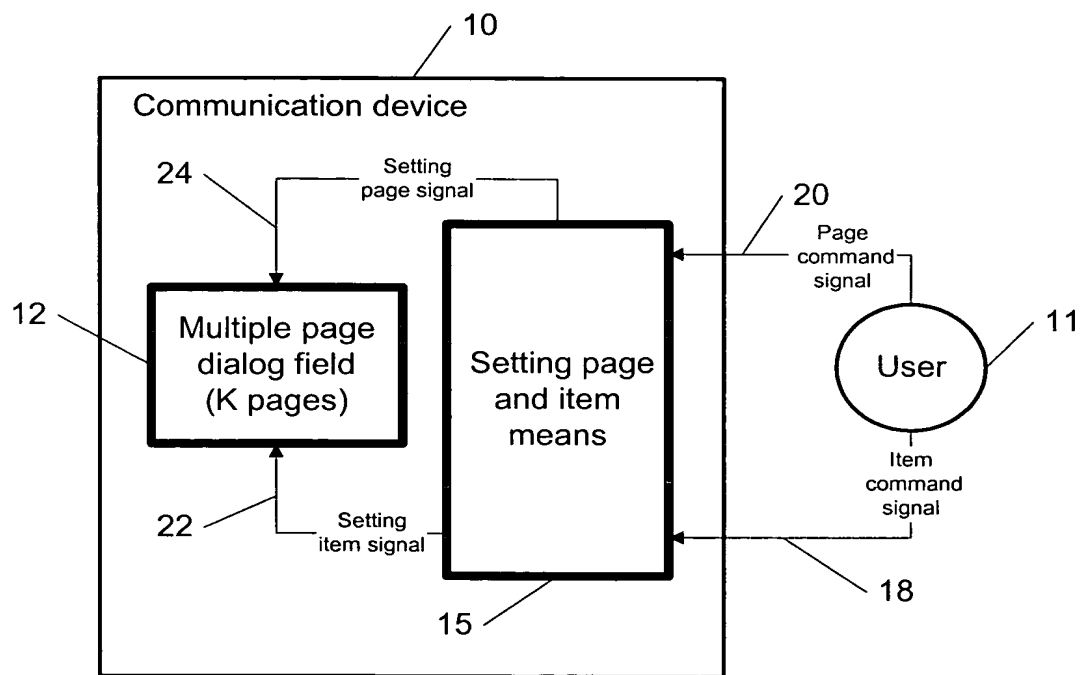 10
Communication device
24
Setting
page signal
20
Page
command
signal
12
Multiple page
dialog field
(K pages)
Setting page
and item
means
User
11
22
Setting
item signal
Item
command
signal
15
18